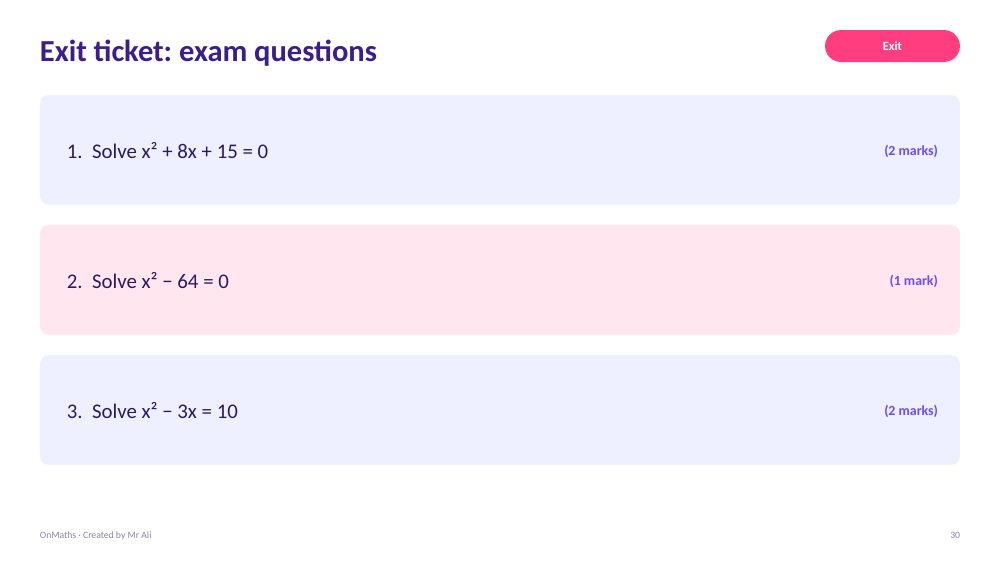 Exit ticket: exam questions
Exit
1. Solve x² + 8x + 15 = 0
(2 marks)
2. Solve x² − 64 = 0
(1 mark)
3. Solve x² − 3x = 10
(2 marks)
OnMaths · Created by Mr Ali
30